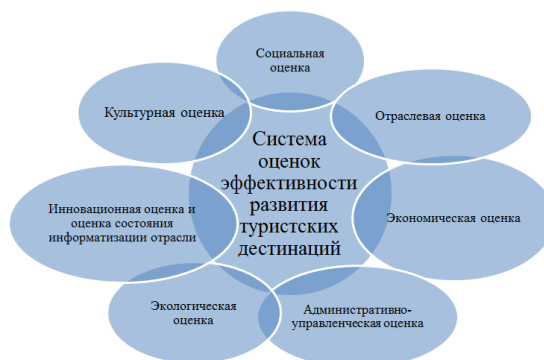 Социальная
оценка
Культурная оценка
Отраслевая оценка
Система
оценок
эффективности
развития
туристских
дестинаций
Инновационная оценка и
оценка состояния
информатизации отрасли
Экономическая оценка
Экологическая
оценка
Административно-
управленческая оценка